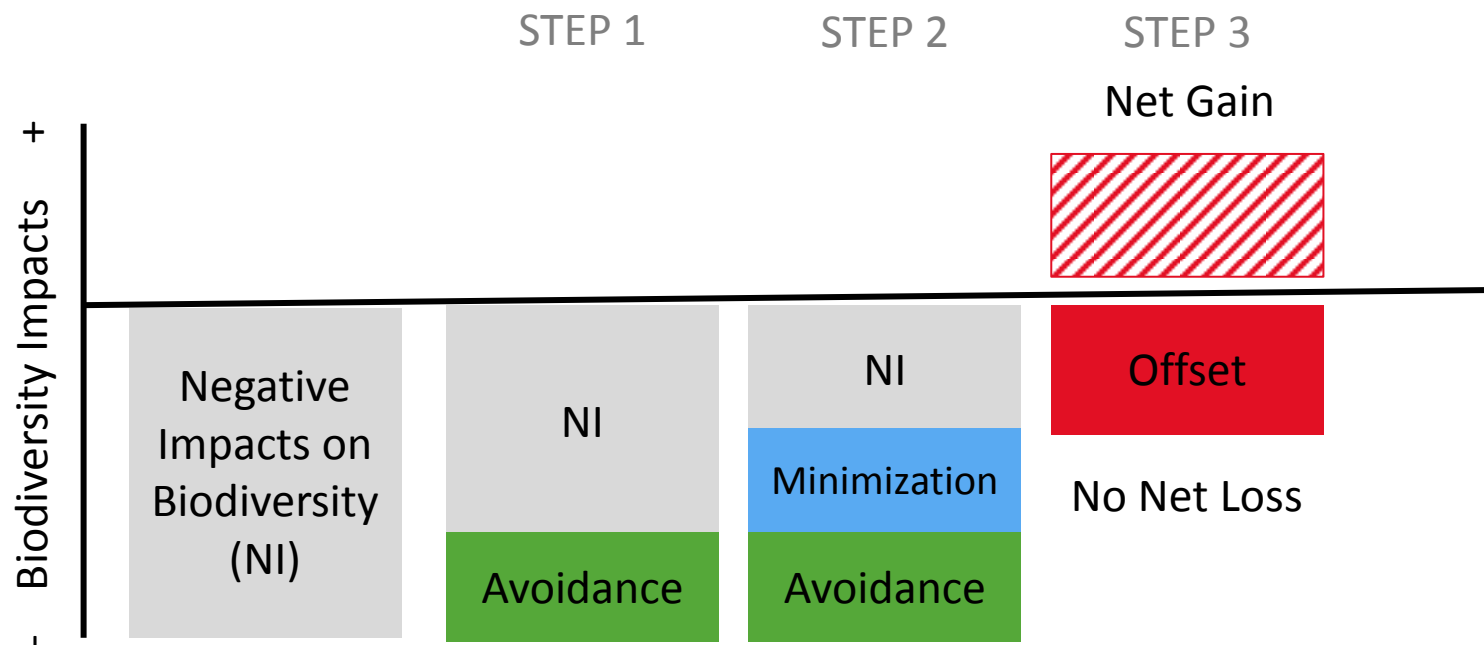 STEP 1
STEP 2
STEP 3
Net Gain
- Biodiversity Impacts +
Negative
Impacts on
Biodiversity
(NI)
NI
Avoidance
NI
Minimization
Avoidance
Offset
No Net Loss